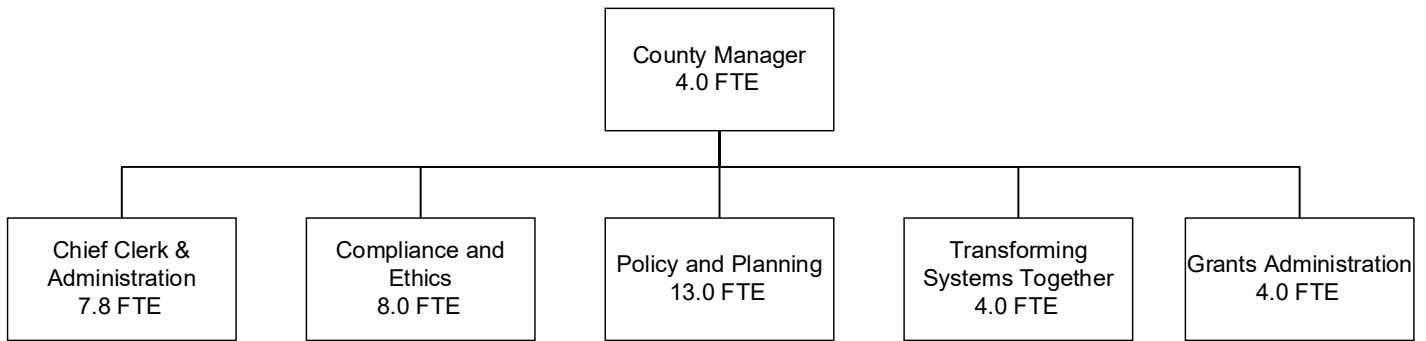 County Manager
4.0 FTE
Chief Clerk &
Administration
7.8 FTE
Compliance and
Ethics
8.0 FTE
Policy and Planning
13.0 FTE
Transforming
Systems Together
4.0 FTE
Grants Administration
4.0 FTE